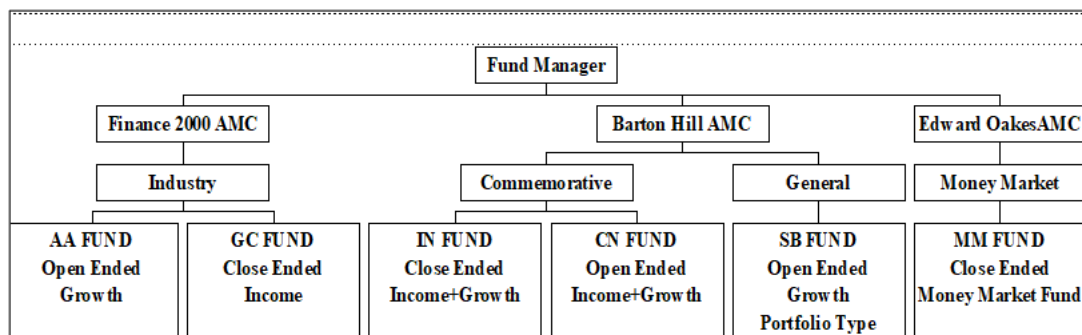 Fund Manager
Finance 2000 AMC
Barton Hill AMC
Edward OakesAMC
Industry
Commemorative
General
Money Market
AA FUND
Open Ended
Growth
GC FUND
Close Ended
Income
IN FUND
Close Ended
Income+Growth
CN FUND
Open Ended
Income+Growth
SB FUND
Open Ended
Growth
Portfolio Type
MM FUND
Close Ended
Money Market Fund